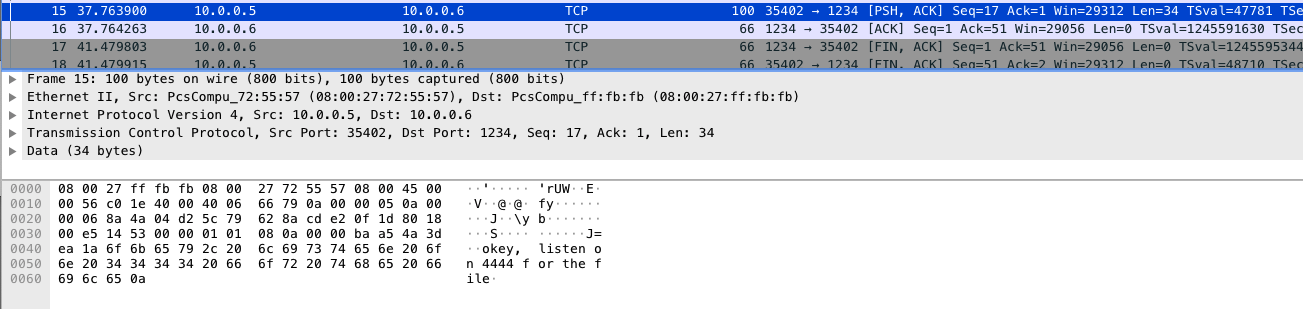 15 37.763900 10.0.0.5 10.0.0.6 TCP 100 35402 → 1234 [PSH, ACK] Seq=17 Ack=1 Win=29312 Len=34 TSval=47781 TSe
16 37.764263 10.0.0.6 10.0.0.5 TCP 66 1234 → 35402 [ACK] Seq=1 Ack=51 Win=29056 Len=0 TSval=1245591630 TSec
17 41.479803 10.0.0.6 10.0.0.5 TCP 66 1234 → 35402 [FIN, ACK] Seq=1 Ack=51 Win=29056 Len=0 TSval=1245595344
18 41.479915 10.0.0.5 10.0.0.6 TCP 66 35402 → 1234 [FIN, ACK] Seq=51 Ack=2 Win=29312 Len=0 TSval=48710 TSec
Frame 15: 100 bytes on wire (800 bits), 100 bytes captured (800 bits)
Ethernet II, Src: PcsCompu_72:55:57 (08:00:27:72:55:57), Dst: PcsCompu_ff:fb:fb (08:00:27:ff:fb:fb)
Internet Protocol Version 4, Src: 10.0.0.5, Dst: 10.0.0.6
Transmission Control Protocol, Src Port: 35402, Dst Port: 1234, Seq: 17, Ack: 1, Len: 34
Data (34 bytes)
0000 08 00 27 ff fb fb 08 00 27 72 55 57 08 00 45 00 ··'····· 'rUW··E·
0010 00 56 c0 1e 40 00 40 06 66 79 0a 00 00 05 0a 00 ·V··@·@· fy······
0020 00 06 8a 4a 04 d2 5c 79 62 8a cd e2 0f 1d 80 18 ···J··\y b·······
0030 00 e5 14 53 00 00 01 01 08 0a 00 00 ba a5 4a 3d ···S···· ······J=
0040 ea 1a 6f 6b 65 79 2c 20 6c 69 73 74 65 6e 20 6f ··okey, listen o
0050 6e 20 34 34 34 34 20 66 6f 72 20 74 68 65 20 66 n 4444 f or the f
0060 69 6c 65 0a ile·